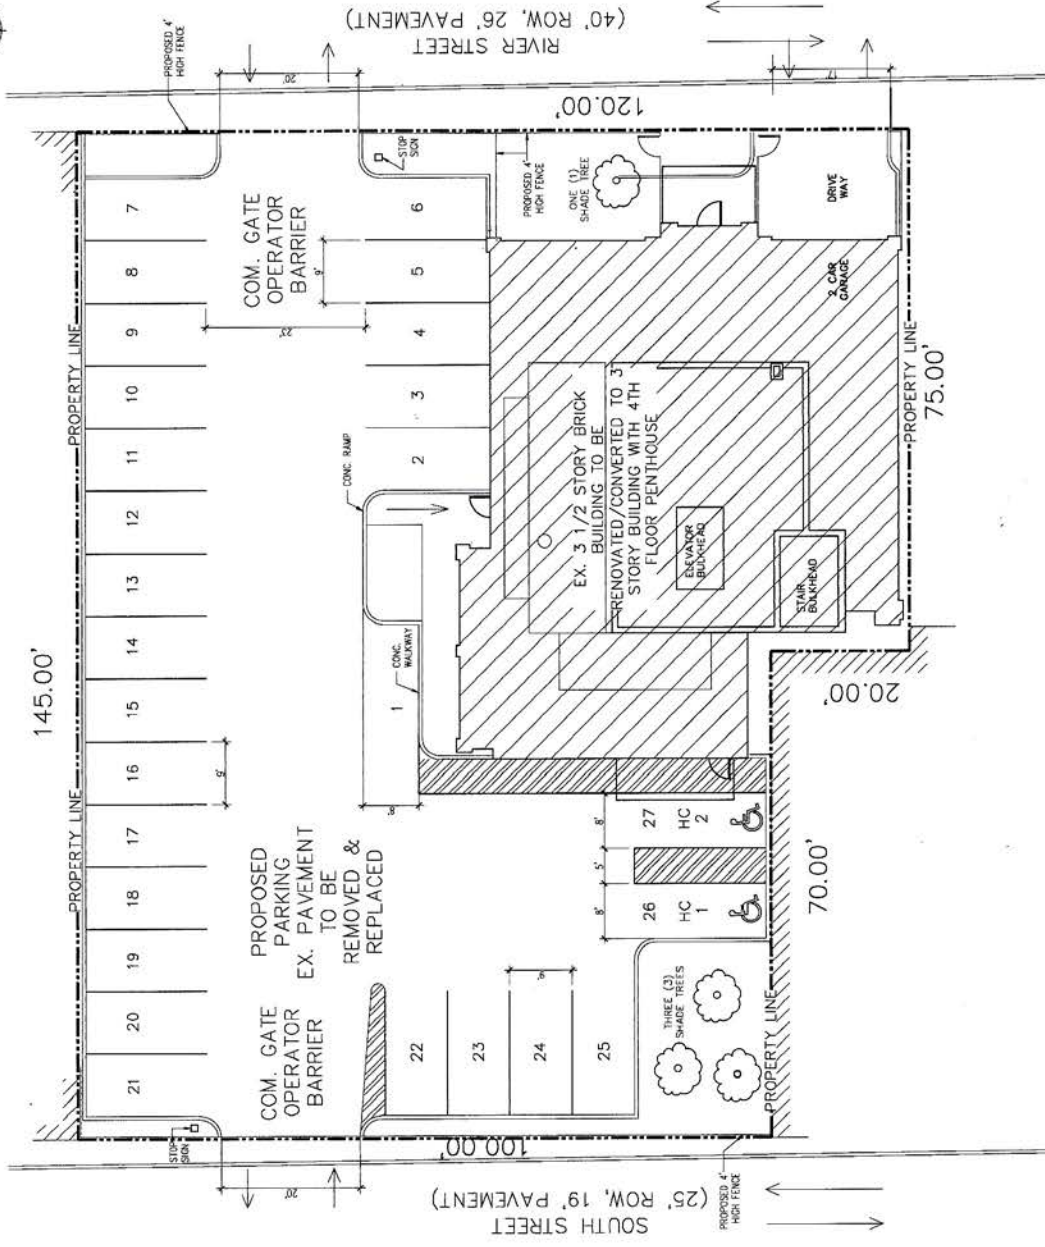 RIVER STREET
(40' ROW, 26' PAVEMENT)
PROPOSED 4'
HIGH FENCE
20'
17'
120.00'
STOP
SIGN
PROPOSED 4'
HIGH FENCE
ONE (1)
SHADE TREE
DRIVE
WAY
2 CAR
GARAGE
COM. GATE
OPERATOR
BARRIER
9'
23'
7
8
9
10
11
12
13
14
15
16
17
18
19
20
21
6
5
4
3
2
1
PROPERTY LINE
PROPERTY LINE
145.00'
CONC. RAMP
CONC.
WALKWAY
EX. 3 1/2 STORY BRICK
BUILDING TO BE
RENOVATED/CONVERTED TO 3
STORY BUILDING WITH 4TH
FLOOR PENTHOUSE
ELEVATOR
BULKHEAD
STAIR
BULKHEAD
PROPERTY LINE
75.00'
20.00'
70.00'
9'
8'
PROPOSED
PARKING
EX. PAVEMENT
TO BE
REMOVED &
REPLACED
8'
5'
8'
27
HC
2
26
HC
1
COM. GATE
OPERATOR
BARRIER
22
23
24
25
9'
THREE (3)
SHADE TREES
PROPERTY LINE
STOP
SIGN
100.00'
20'
PROPOSED 4'
HIGH FENCE
SOUTH STREET
(25' ROW, 19' PAVEMENT)